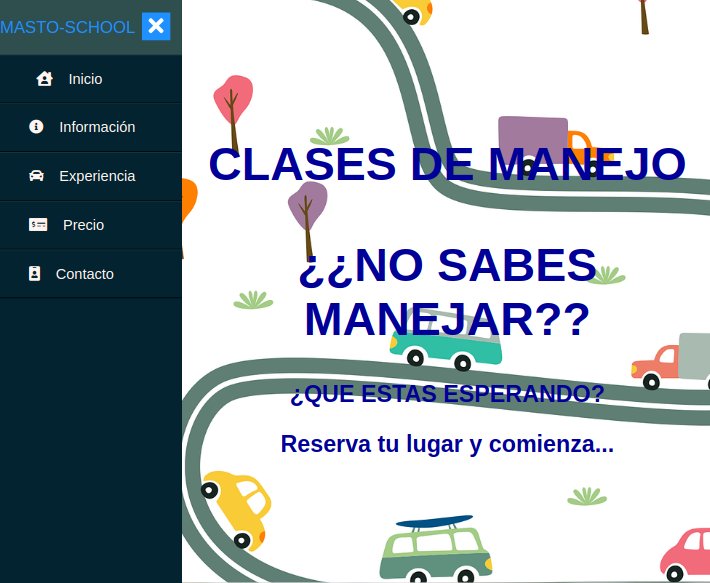 MASTO-SCHOOL
Inicio
Información
Experiencia
Precio
Contacto
CLASES DE MANEJO
¿¿NO SABES
MANEJAR??
¿QUE ESTAS ESPERANDO?
Reserva tu lugar y comienza...